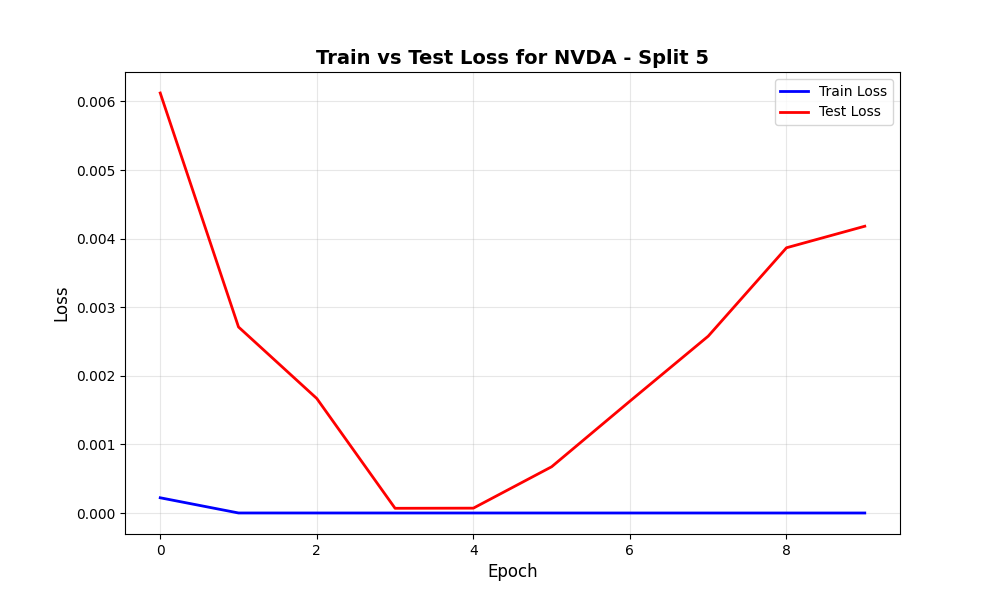 Train vs Test Loss for NVDA - Split 5
Train Loss
Test Loss
0.006
0.005
0.004
0.003
0.002
0.001
0.000
Loss
0 2 4 6 8
Epoch